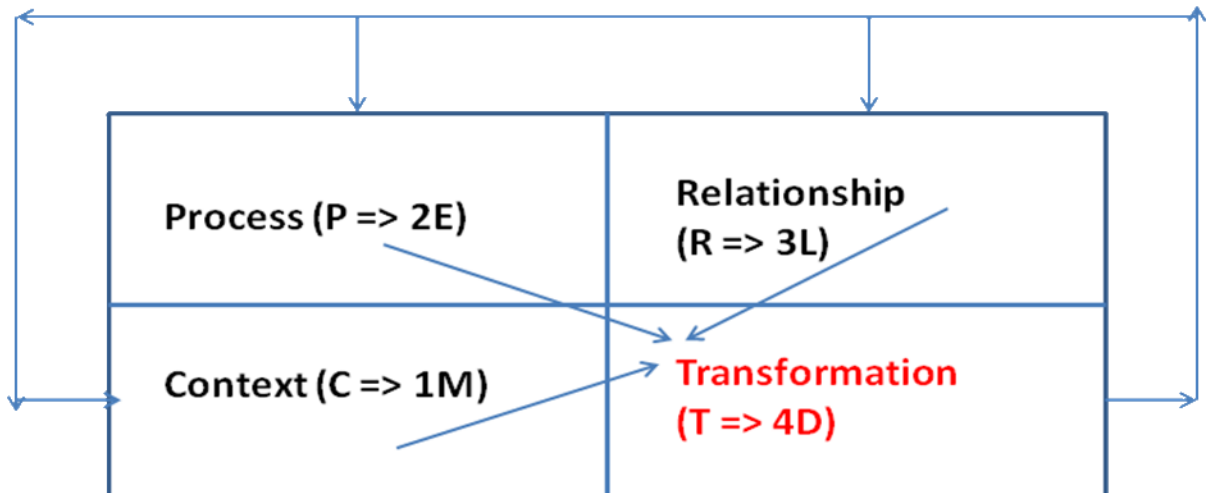 Process (P => 2E)
Relationship
(R => 3L)
Context (C => 1M)
Transformation
(T => 4D)